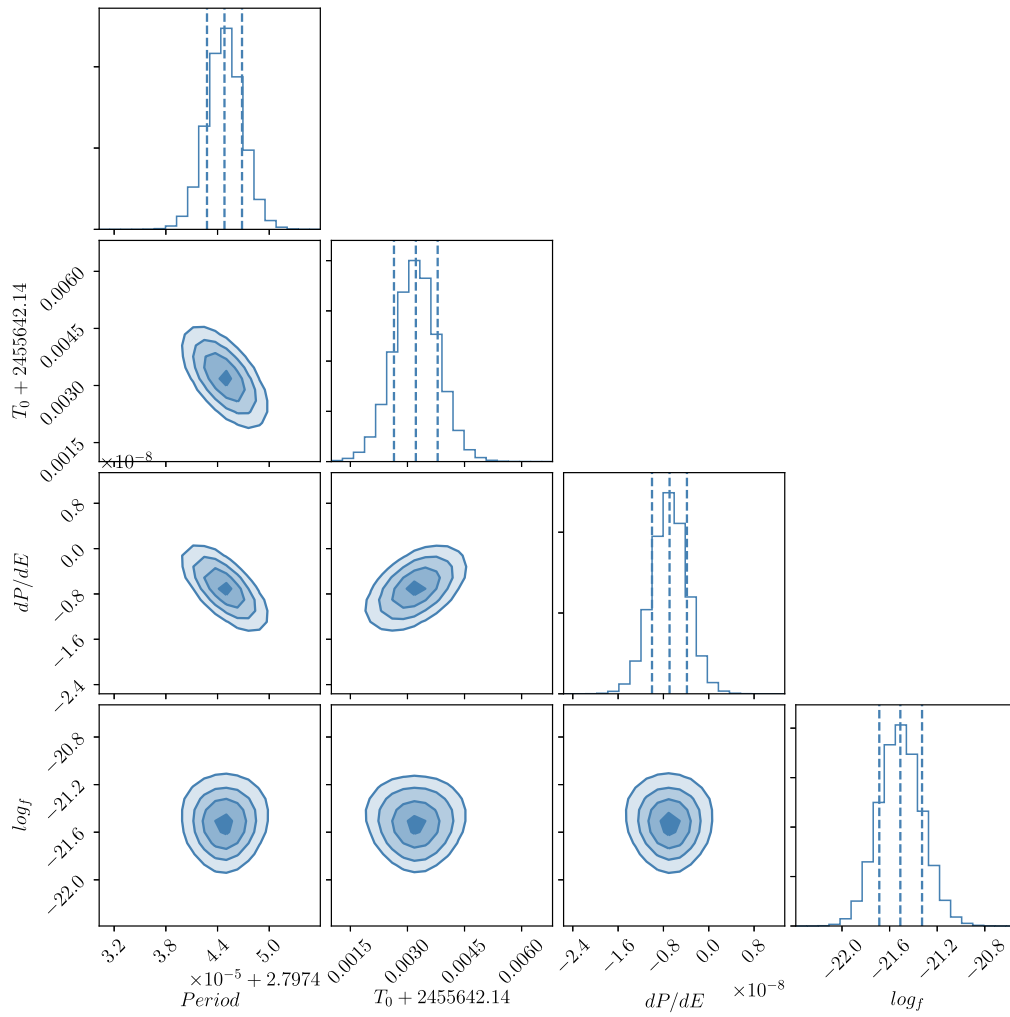 T₀ + 2455642.14
0.0060
0.0045
0.0030
0.0015
×10⁻⁸
dP/dE
0.8
0.0
−0.8
−1.6
−2.4
log_f
−20.8
−21.2
−21.6
−22.0
3.2 3.8 4.4 5.0
×10⁻⁵ + 2.7974
Period
0.0015 0.0030 0.0045 0.0060
T₀ + 2455642.14
−2.4 −1.6 −0.8 0.0 0.8
×10⁻⁸
dP/dE
−22.0 −21.6 −21.2 −20.8
log_f